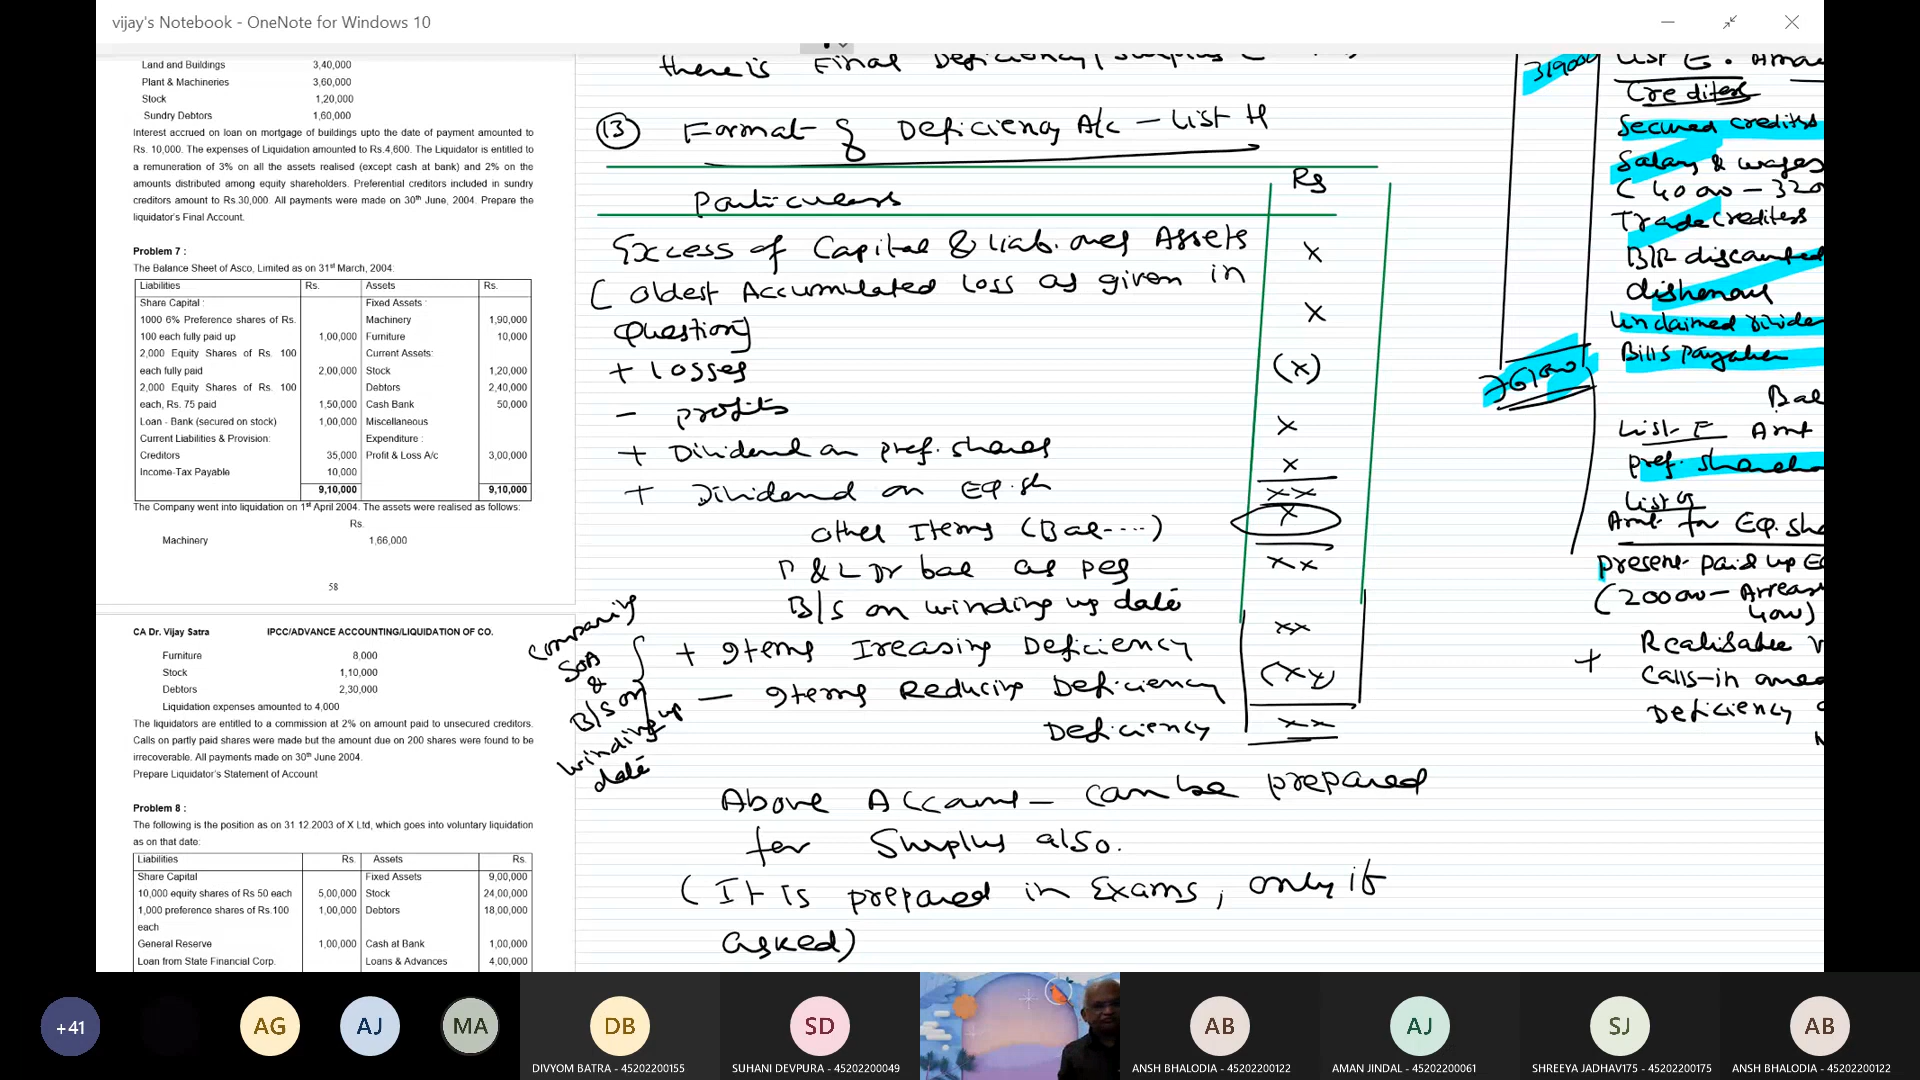 vijay's Notebook - OneNote for Windows 10
Land and Buildings 3,40,000
Plant & Machineries 3,60,000
Stock 1,20,000
Sundry Debtors 1,60,000
Interest accrued on loan on mortgage of buildings upto the date of payment amounted to
Rs. 10,000. The expenses of Liquidation amounted to Rs.4,600. The Liquidator is entitled to
a remuneration of 3% on all the assets realised (except cash at bank) and 2% on the
amounts distributed among equity shareholders. Preferential creditors included in sundry
creditors amount to Rs.30,000. All payments were made on 30th June, 2004. Prepare the
liquidator's Final Account.
Problem 7 :
The Balance Sheet of Asco, Limited as on 31st March, 2004:
Liabilities Rs. Assets Rs.
Share Capital : Fixed Assets :
1000 6% Preference shares of Rs. Machinery 1,90,000
100 each fully paid up 1,00,000 Furniture 10,000
2,000 Equity Shares of Rs. 100 Current Assets:
each fully paid 2,00,000 Stock 1,20,000
2,000 Equity Shares of Rs. 100 Debtors 2,40,000
each, Rs. 75 paid 1,50,000 Cash Bank 50,000
Loan - Bank (secured on stock) 1,00,000 Miscellaneous
Current Liabilities & Provision: Expenditure :
Creditors 35,000 Profit & Loss A/c 3,00,000
Income-Tax Payable 10,000
9,10,000 9,10,000
The Company went into liquidation on 1st April 2004. The assets were realised as follows:
Rs.
Machinery 1,66,000
58
CA Dr. Vijay Satra IPCC/ADVANCE ACCOUNTING/LIQUIDATION OF CO.
Furniture 8,000
Stock 1,10,000
Debtors 2,30,000
Liquidation expenses amounted to 4,000
The liquidators are entitled to a commission at 2% on amount paid to unsecured creditors.
Calls on partly paid shares were made but the amount due on 200 shares were found to be
irrecoverable. All payments made on 30th June 2004.
Prepare Liquidator's Statement of Account
Problem 8 :
The following is the position as on 31 12.2003 of X Ltd, which goes into voluntary liquidation
as on that date:
Liabilities Rs. Assets Rs.
Share Capital Fixed Assets 9,00,000
10,000 equity shares of Rs 50 each 5,00,000 Stock 24,00,000
1,000 preference shares of Rs.100 1,00,000 Debtors 18,00,000
each
General Reserve 1,00,000 Cash at Bank 1,00,000
Loan from State Financial Corp. Loans & Advances 4,00,000
there is Final Deficiency / Surplus
(13) Format of Deficiency A/c - List H
Particulars Rs
Excess of Capital & Liab. over Assets X
( Oldest Accumulated Loss as given in X
Question]
+ Losses (X)
- profits
+ Dividend on pref. shares X
+ Dividend on Eq. sh X
XX
Other Items (Bal....) X
P & L Dr bal as per XX
B/S on winding up date
+ Items Ireasing Deficiency XX
- Items Reducing Deficiency (XX)
Deficiency XX
Comparing
SOA
&
B/S on
winding up
date
Above Account - can be prepared
for Surplus also.
( It is prepared in Exams, only if
asked)
319000
List E.
Crediters
Secured crediters
Salary & wages
Trade crediters
B/R discounted
dishonour
unclaimed
Bills payable
761000
Bal
List F Amt
pref.
List G
Amt for Eq.
present paid up
(20000 - Arrears
Realisable
+ Calls-in
Deficiency
+41
AG
AJ
MA
DB
DIVYOM BATRA - 45202200155
SD
SUHANI DEVPURA - 45202200049
AB
ANSH BHALODIA - 45202200122
AJ
AMAN JINDAL - 45202200061
SJ
SHREEYA JADHAV175 - 45202200175
AB
ANSH BHALODIA - 45202200122